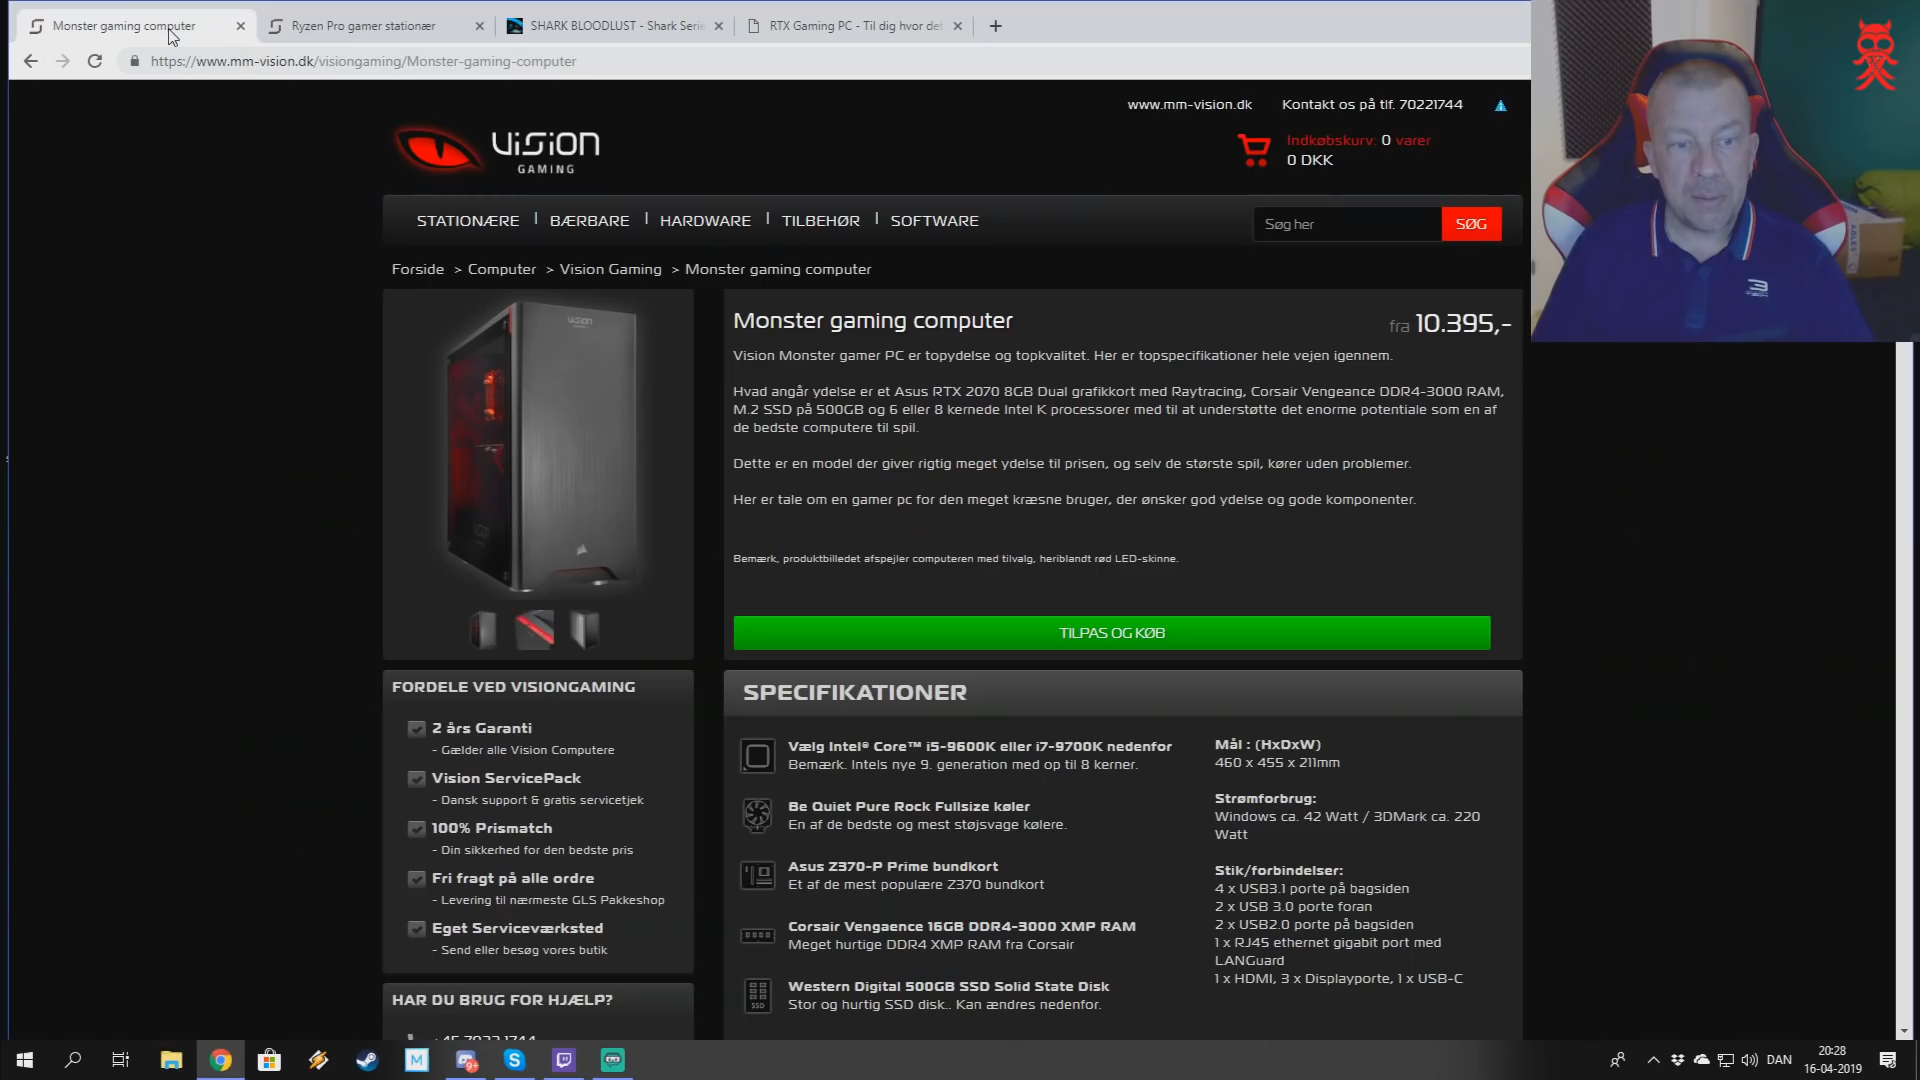 Monster gaming computer
Ryzen Pro gamer stationær
SHARK BLOODLUST - Shark Serie
RTX Gaming PC - Til dig hvor det
https://www.mm-vision.dk/visiongaming/Monster-gaming-computer
www.mm-vision.dk
Kontakt os på tlf. 70221744
VISION
GAMING
Indkøbskurv: 0 varer
0 DKK
STATIONÆRE | BÆRBARE | HARDWARE | TILBEHØR | SOFTWARE
Søg her
SØG
Forside > Computer > Vision Gaming > Monster gaming computer
Monster gaming computer
fra 10.395,-
Vision Monster gamer PC er topydelse og topkvalitet. Her er topspecifikationer hele vejen igennem.
Hvad angår ydelse er et Asus RTX 2070 8GB Dual grafikkort med Raytracing, Corsair Vengeance DDR4-3000 RAM,
M.2 SSD på 500GB og 6 eller 8 kernede Intel K processorer med til at understøtte det enorme potentiale som en af
de bedste computere til spil.
Dette er en model der giver rigtig meget ydelse til prisen, og selv de største spil, kører uden problemer.
Her er tale om en gamer pc for den meget kræsne bruger, der ønsker god ydelse og gode komponenter.
Bemærk, produktbilledet afspejler computeren med tilvalg, heriblandt rød LED-skinne.
TILPAS OG KØB
FORDELE VED VISIONGAMING
2 års Garanti
- Gælder alle Vision Computere
Vision ServicePack
- Dansk support & gratis servicetjek
100% Prismatch
- Din sikkerhed for den bedste pris
Fri fragt på alle ordre
- Levering til nærmeste GLS Pakkeshop
Eget Serviceværksted
- Send eller besøg vores butik
HAR DU BRUG FOR HJÆLP?
+45 7022 1744
SPECIFIKATIONER
Vælg Intel® Core™ i5-9600K eller i7-9700K nedenfor
Bemærk. Intels nye 9. generation med op til 8 kerner.
Be Quiet Pure Rock Fullsize køler
En af de bedste og mest støjsvage kølere.
Asus Z370-P Prime bundkort
Et af de mest populære Z370 bundkort
Corsair Vengaence 16GB DDR4-3000 XMP RAM
Meget hurtige DDR4 XMP RAM fra Corsair
SSD
Western Digital 500GB SSD Solid State Disk
Stor og hurtig SSD disk.. Kan ændres nedenfor.
Mål : (HxDxW)
460 x 455 x 211mm
Strømforbrug:
Windows ca. 42 Watt / 3DMark ca. 220
Watt
Stik/forbindelser:
4 x USB3.1 porte på bagsiden
2 x USB 3.0 porte foran
2 x USB2.0 porte på bagsiden
1 x RJ45 ethernet gigabit port med
LANGuard
1 x HDMI, 3 x Displayporte, 1 x USB-C
DAN
20:28
16-04-2019